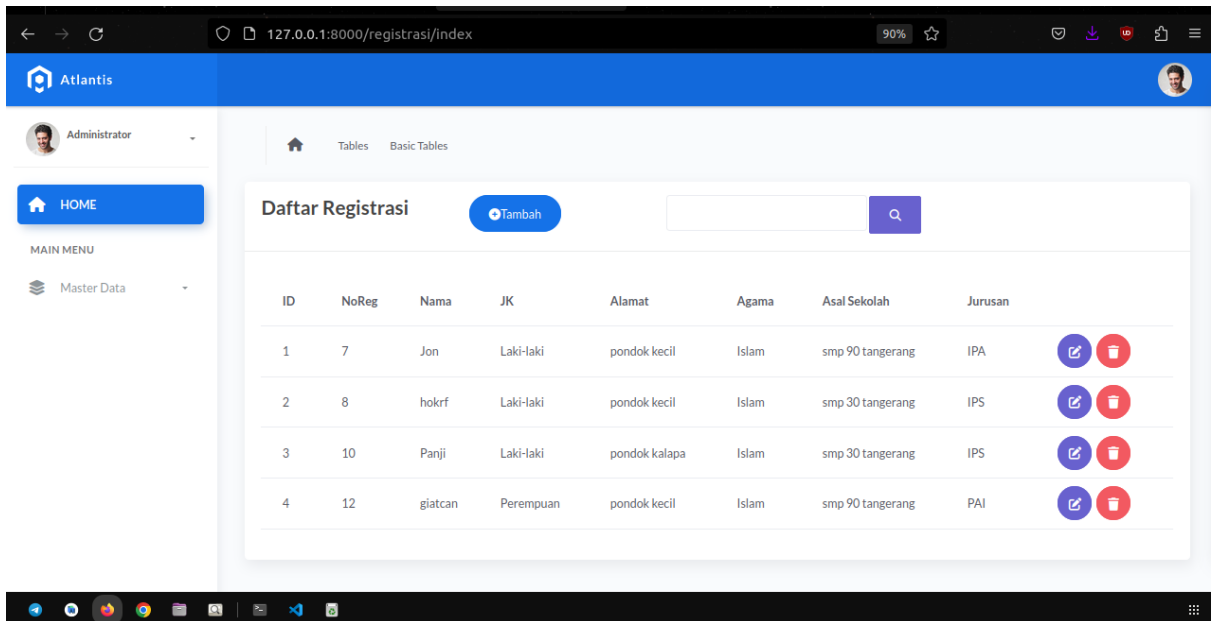 127.0.0.1:8000/registrasi/index 90%
Atlantis
Administrator
Tables Basic Tables
HOME
Daftar Registrasi Tambah
MAIN MENU
Master Data
ID NoReg Nama JK Alamat Agama Asal Sekolah Jurusan
1 7 Jon Laki-laki pondok kecil Islam smp 90 tangerang IPA
2 8 hokrf Laki-laki pondok kecil Islam smp 30 tangerang IPS
3 10 Panji Laki-laki pondok kalapa Islam smp 30 tangerang IPS
4 12 giatcan Perempuan pondok kecil Islam smp 90 tangerang PAI